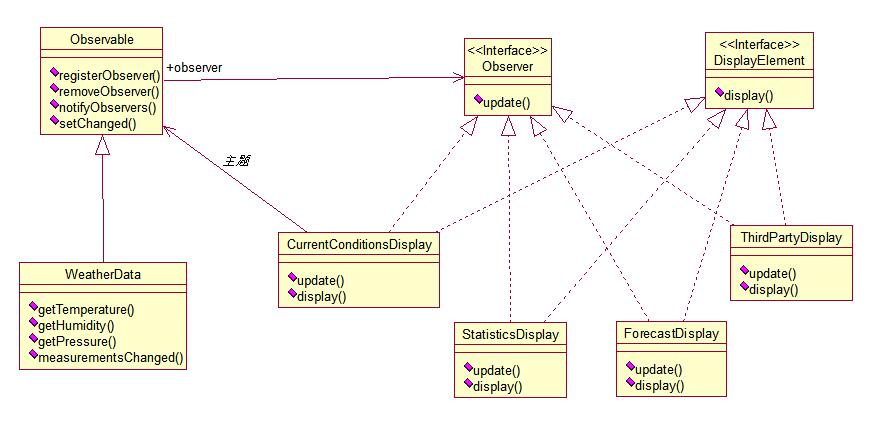 Observable
registerObserver()
removeObserver()
notifyObservers()
setChanged()
+observer
<<Interface>>
Observer
update()
<<Interface>>
DisplayElement
display()
主题
WeatherData
getTemperature()
getHumidity()
getPressure()
measurementsChanged()
CurrentConditionsDisplay
update()
display()
StatisticsDisplay
update()
display()
ForecastDisplay
update()
display()
ThirdPartyDisplay
update()
display()